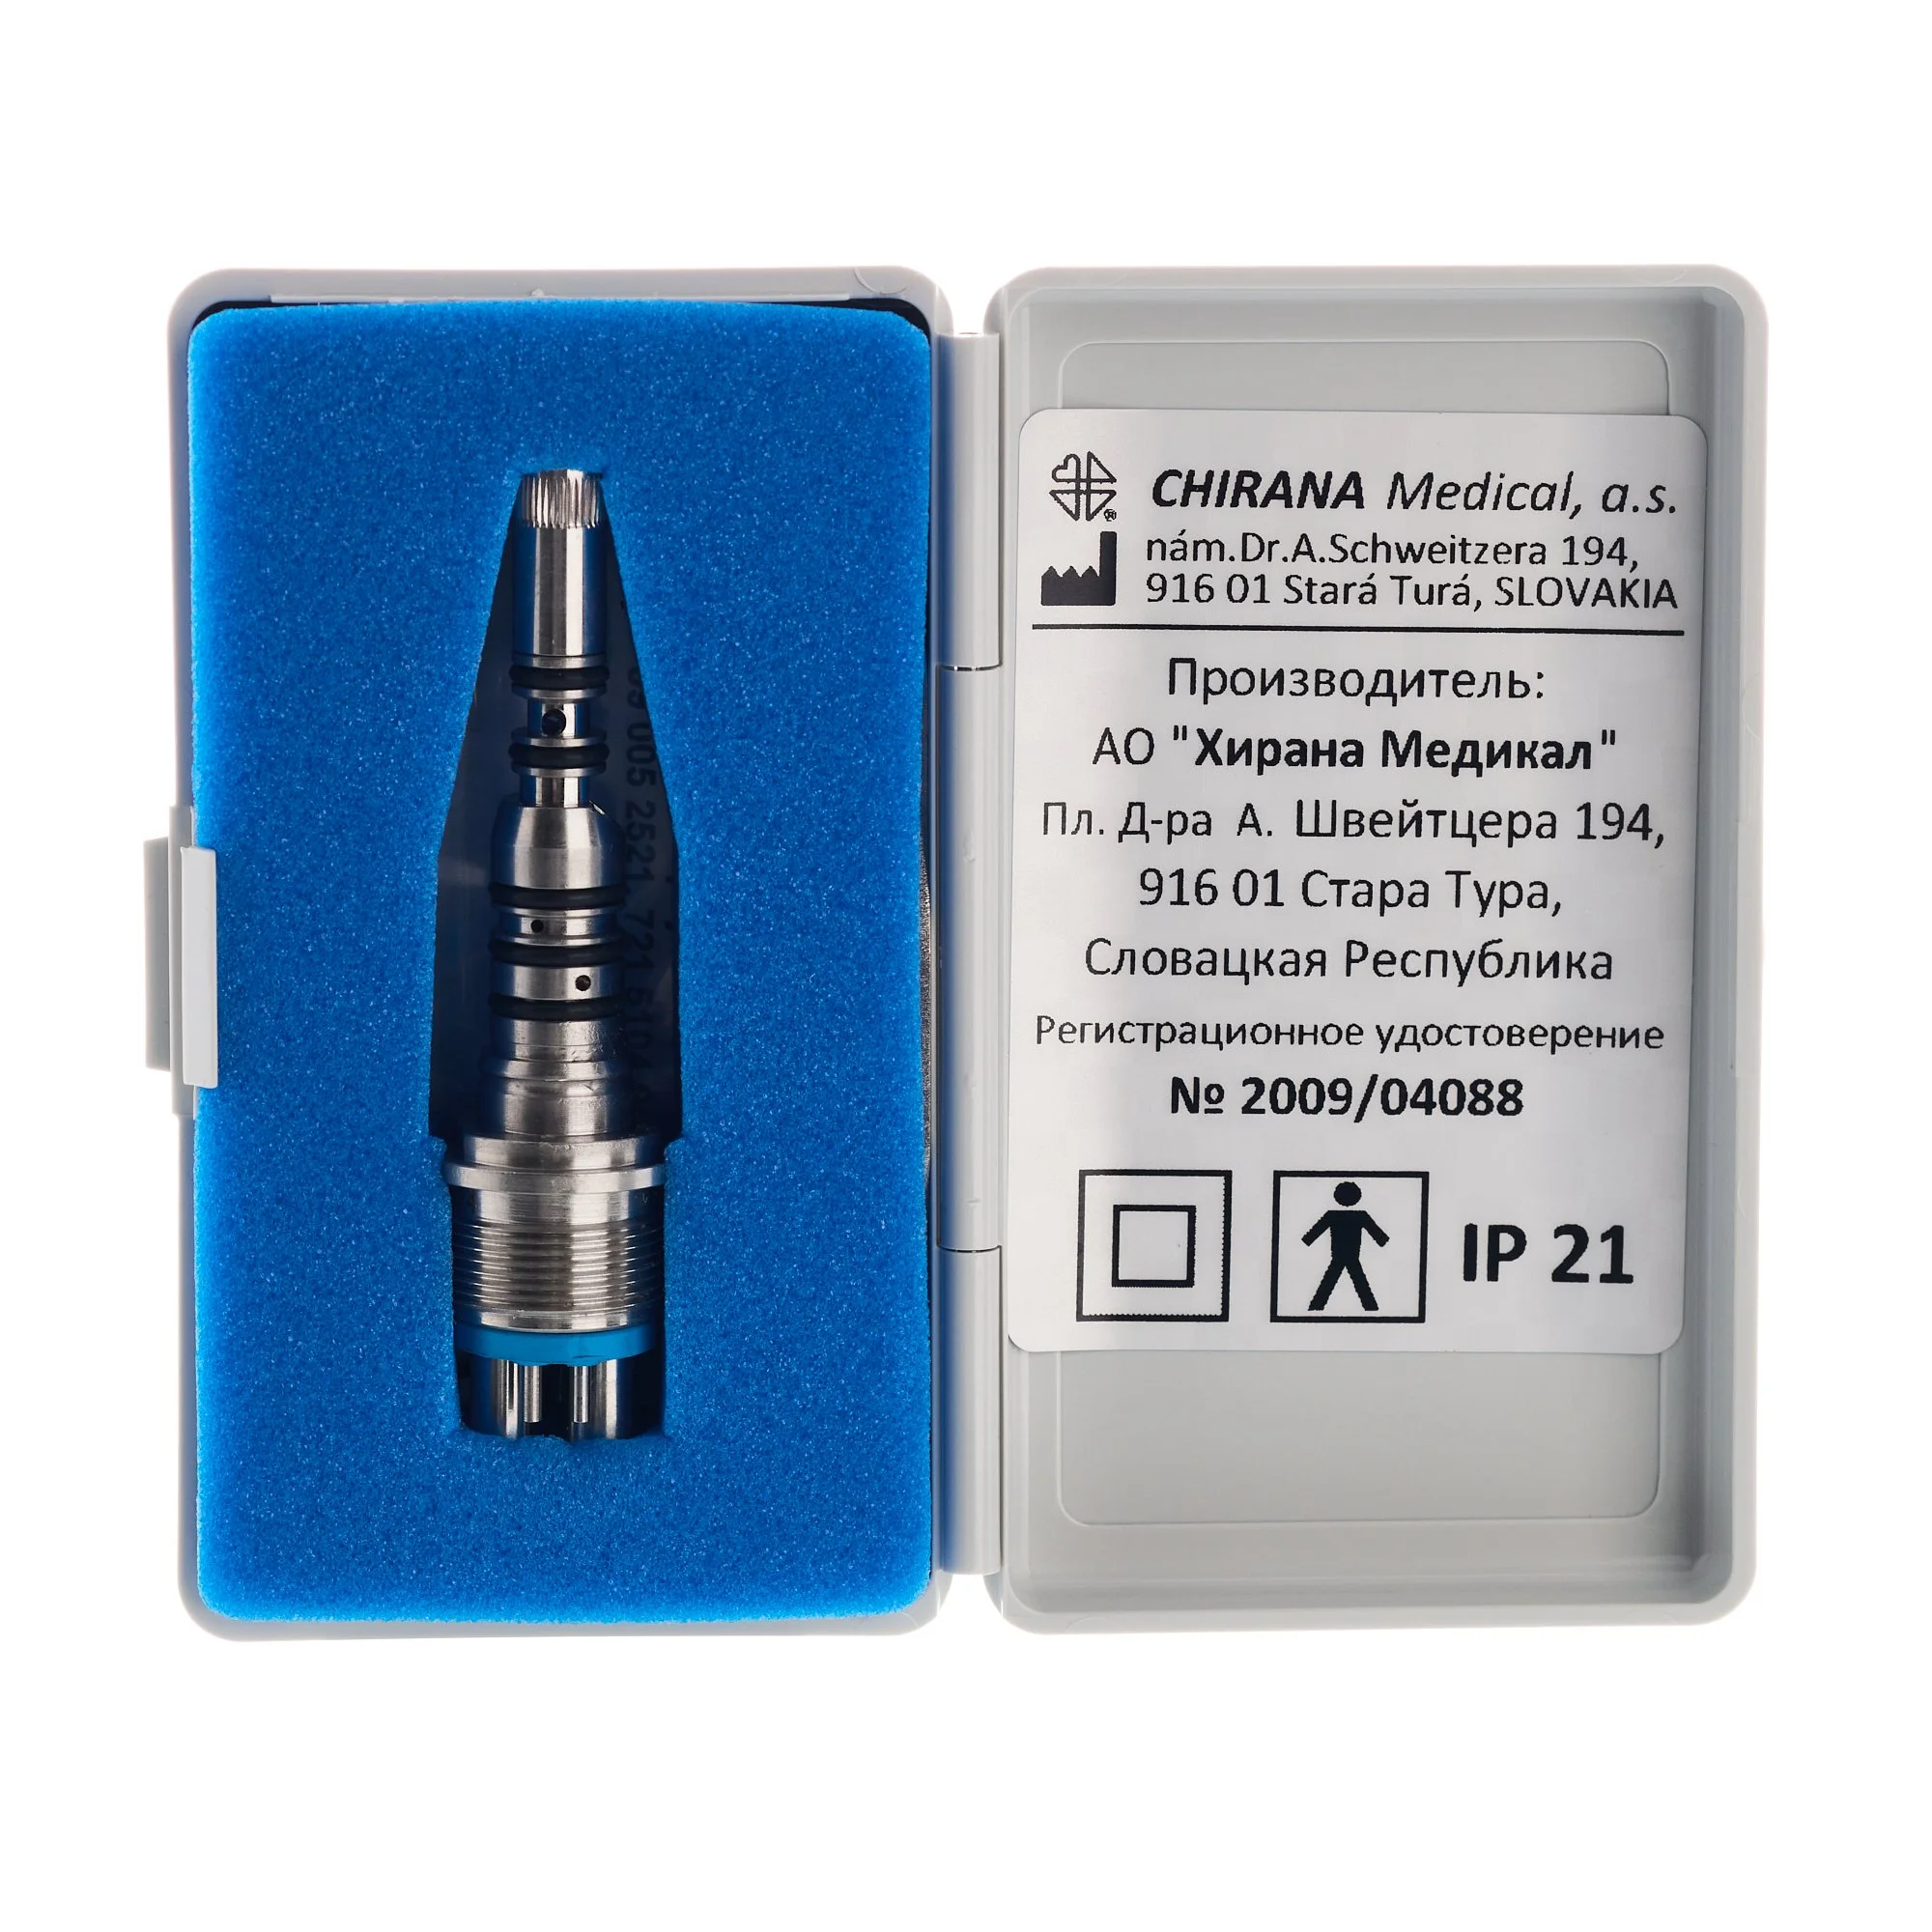 CHIRANA Medical, a.s.
nám.Dr.A.Schweitzera 194,
916 01 Stará Turá, SLOVAKIA
Производитель:
АО "Хирана Медикал"
Пл. Д-ра А. Швейтцера 194,
916 01 Стара Тура,
Словацкая Республика
Регистрационное удостоверение
№ 2009/04088
IP 21